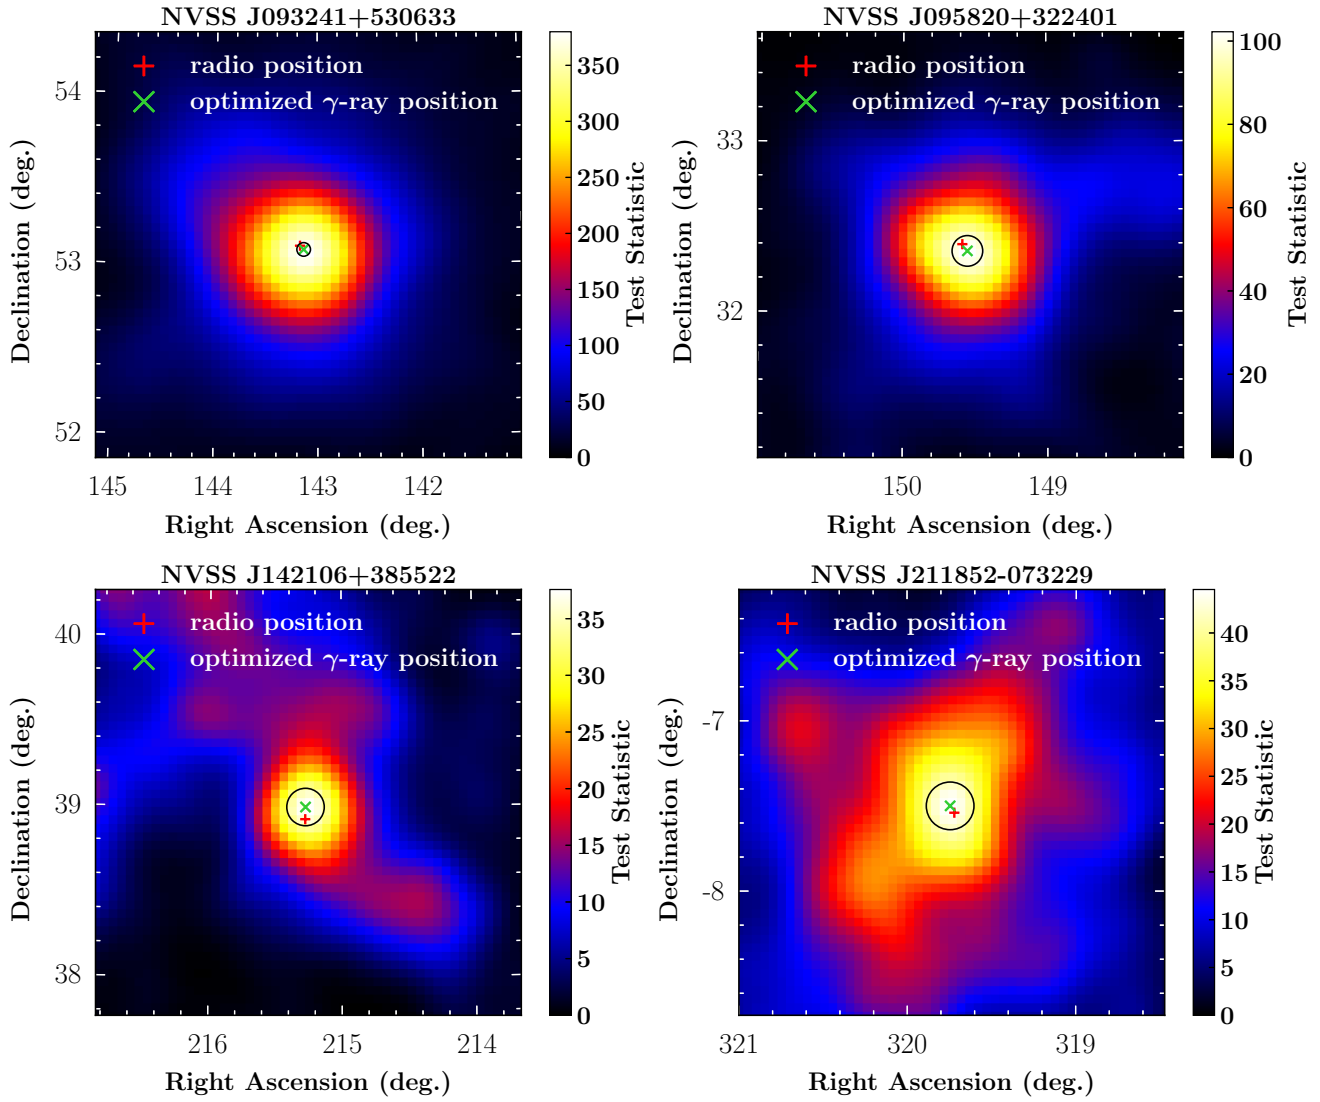 NVSS J093241+530633
radio position
optimized γ-ray position
54
53
52
145
144
143
142
Right Ascension (deg.)
Declination (deg.)
350
300
250
200
150
100
50
0
Test Statistic
NVSS J095820+322401
radio position
optimized γ-ray position
33
32
150
149
Right Ascension (deg.)
Declination (deg.)
100
80
60
40
20
0
Test Statistic
NVSS J142106+385522
radio position
optimized γ-ray position
40
39
38
216
215
214
Right Ascension (deg.)
Declination (deg.)
35
30
25
20
15
10
5
0
Test Statistic
NVSS J211852-073229
radio position
optimized γ-ray position
-7
-8
321
320
319
Right Ascension (deg.)
Declination (deg.)
40
35
30
25
20
15
10
5
0
Test Statistic